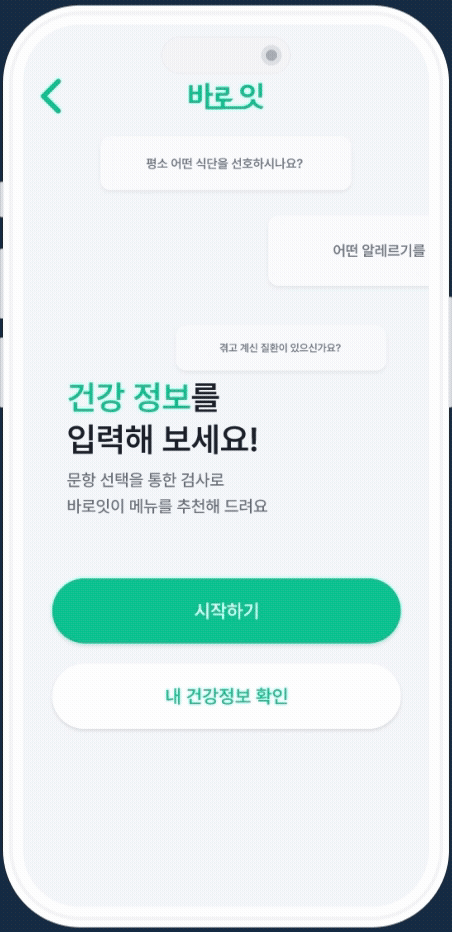 바로잇
평소 어떤 식단을 선호하시나요?
어떤 알레르기를
겪고 계신 질환이 있으신가요?
건강 정보를
입력해 보세요!
문항 선택을 통한 검사로
바로잇이 메뉴를 추천해 드려요
시작하기
내 건강정보 확인